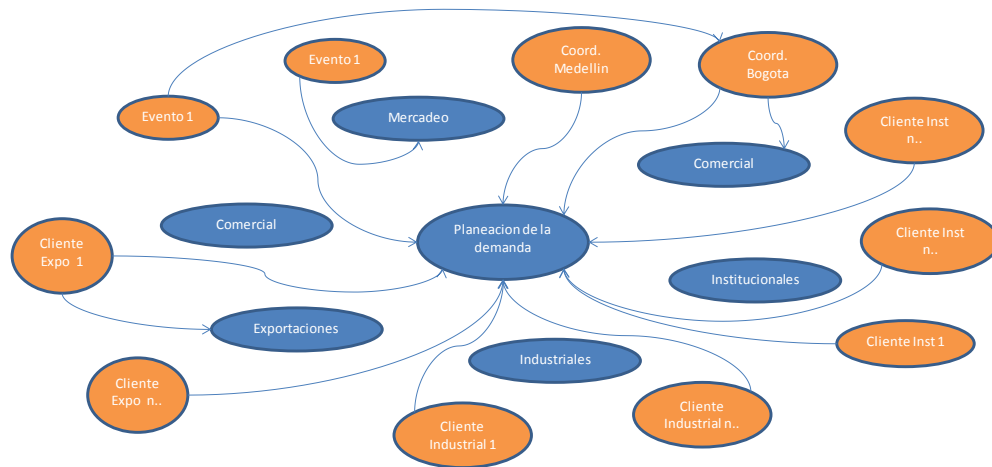 Evento 1
Coord.
Medellin
Coord.
Bogota
Evento 1
Mercadeo
Cliente Inst
n..
Comercial
Comercial
Planeacion de la
demanda
Cliente
Expo 1
Cliente Inst
n..
Institucionales
Exportaciones
Cliente Inst 1
Industriales
Cliente
Expo n..
Cliente
Industrial n..
Cliente
Industrial 1